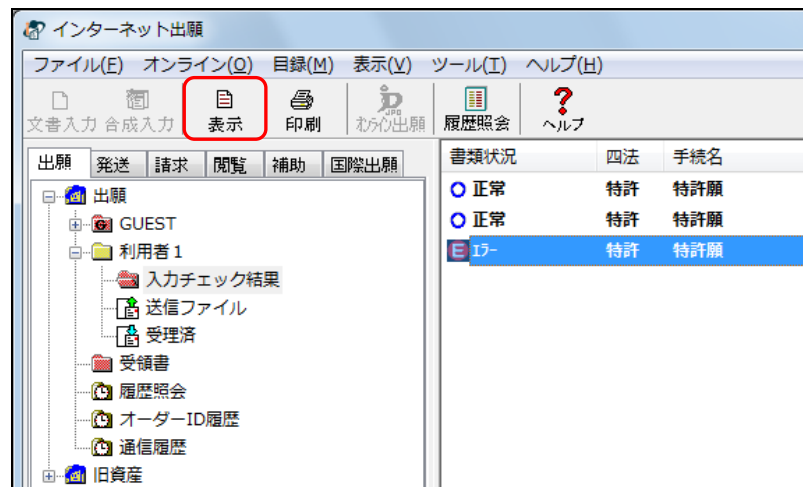 インターネット出願
ファイル(F) オンライン(O) 目録(M) 表示(V) ツール(T) ヘルプ(H)
文書入力 合成入力 表示 印刷 オンライン出願 履歴照会 ヘルプ
出願 発送 請求 閲覧 補助 国際出願
書類状況 四法 手続名
出願
GUEST
利用者1
入力チェック結果
送信ファイル
受理済
受領書
履歴照会
オーダーID履歴
通信履歴
旧資産
正常 特許 特許願
正常 特許 特許願
E ｴﾗｰ 特許 特許願